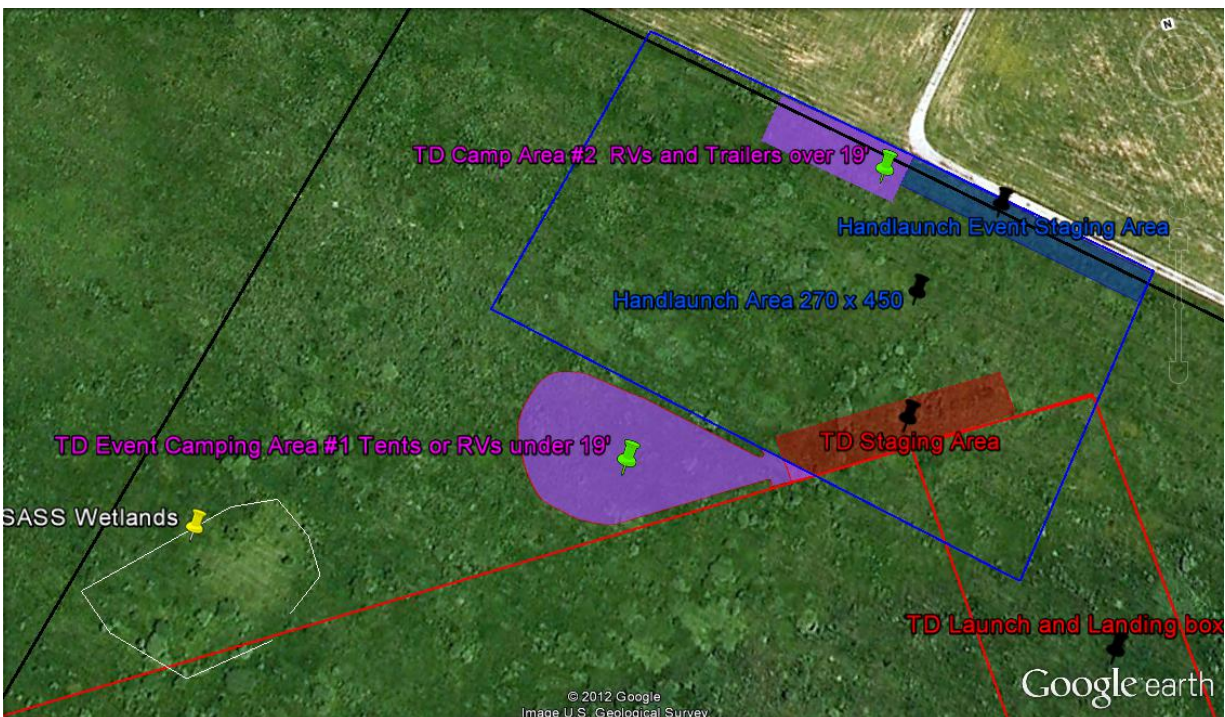 N
TD Camp Area #2 RVs and Trailers over 19'
Handlaunch Event Staging Area
Handlaunch Area 270 x 450
TD Event Camping Area #1 Tents or RVs under 19'
TD Staging Area
SASS Wetlands
TD Launch and Landing box
© 2012 Google
Image U.S. Geological Survey
Google earth